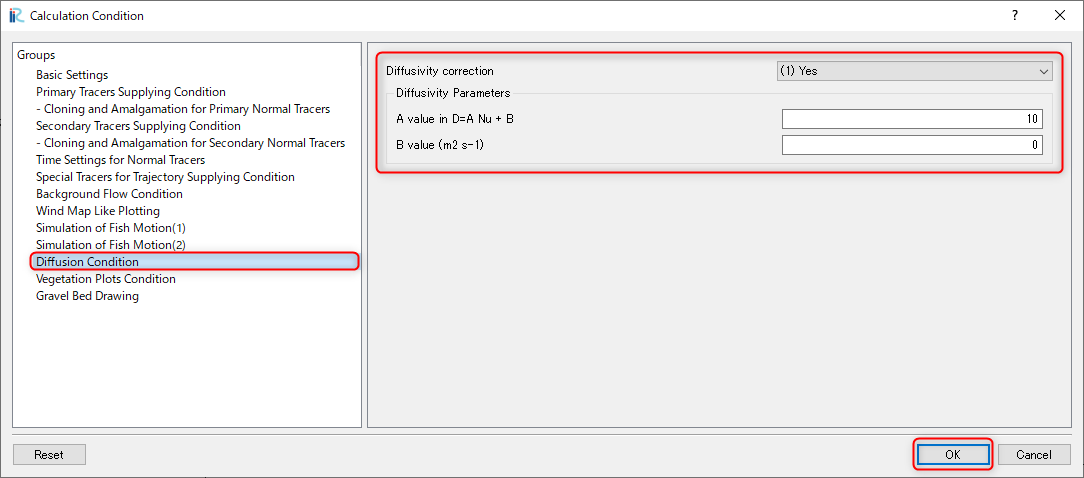 Calculation Condition
?
Groups
Basic Settings
Primary Tracers Supplying Condition
- Cloning and Amalgamation for Primary Normal Tracers
Secondary Tracers Supplying Condition
- Cloning and Amalgamation for Secondary Normal Tracers
Time Settings for Normal Tracers
Special Tracers for Trajectory Supplying Condition
Background Flow Condition
Wind Map Like Plotting
Simulation of Fish Motion(1)
Simulation of Fish Motion(2)
Diffusion Condition
Vegetation Plots Condition
Gravel Bed Drawing
Diffusivity correction (1) Yes
Diffusivity Parameters
A value in D=A Nu + B 10
B value (m2 s-1) 0
Reset
OK
Cancel